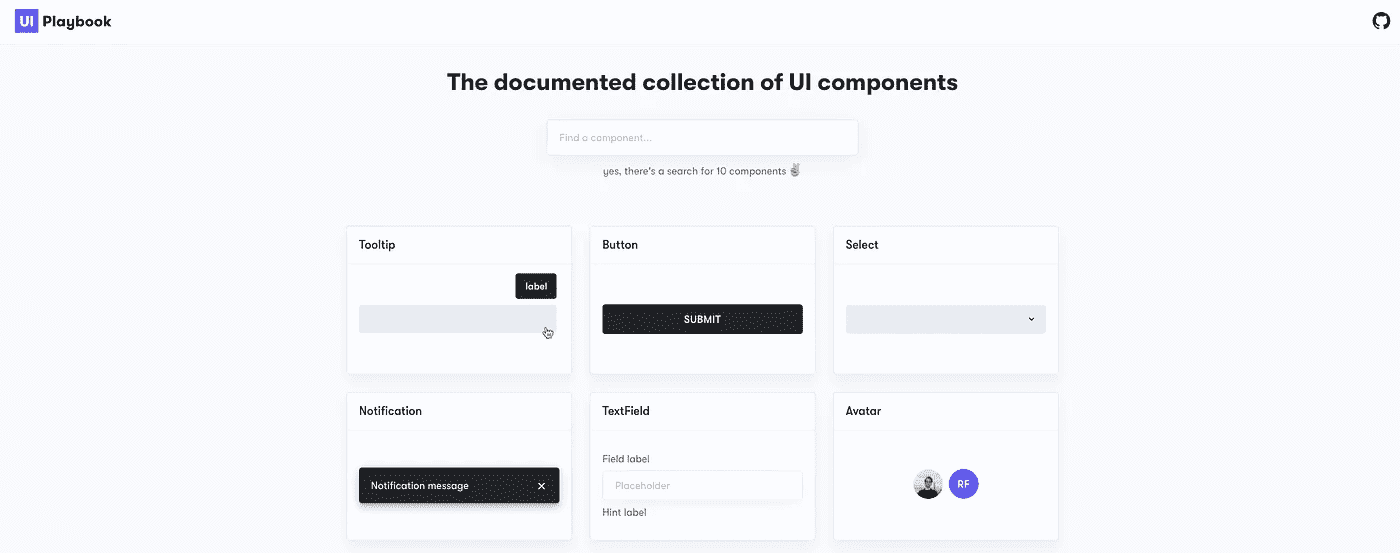 UI Playbook
The documented collection of UI components
Find a component...
yes, there's a search for 10 components ✌
Tooltip
Button
Select
label
SUBMIT
Notification
TextField
Avatar
Field label
Notification message
Placeholder
RF
Hint label